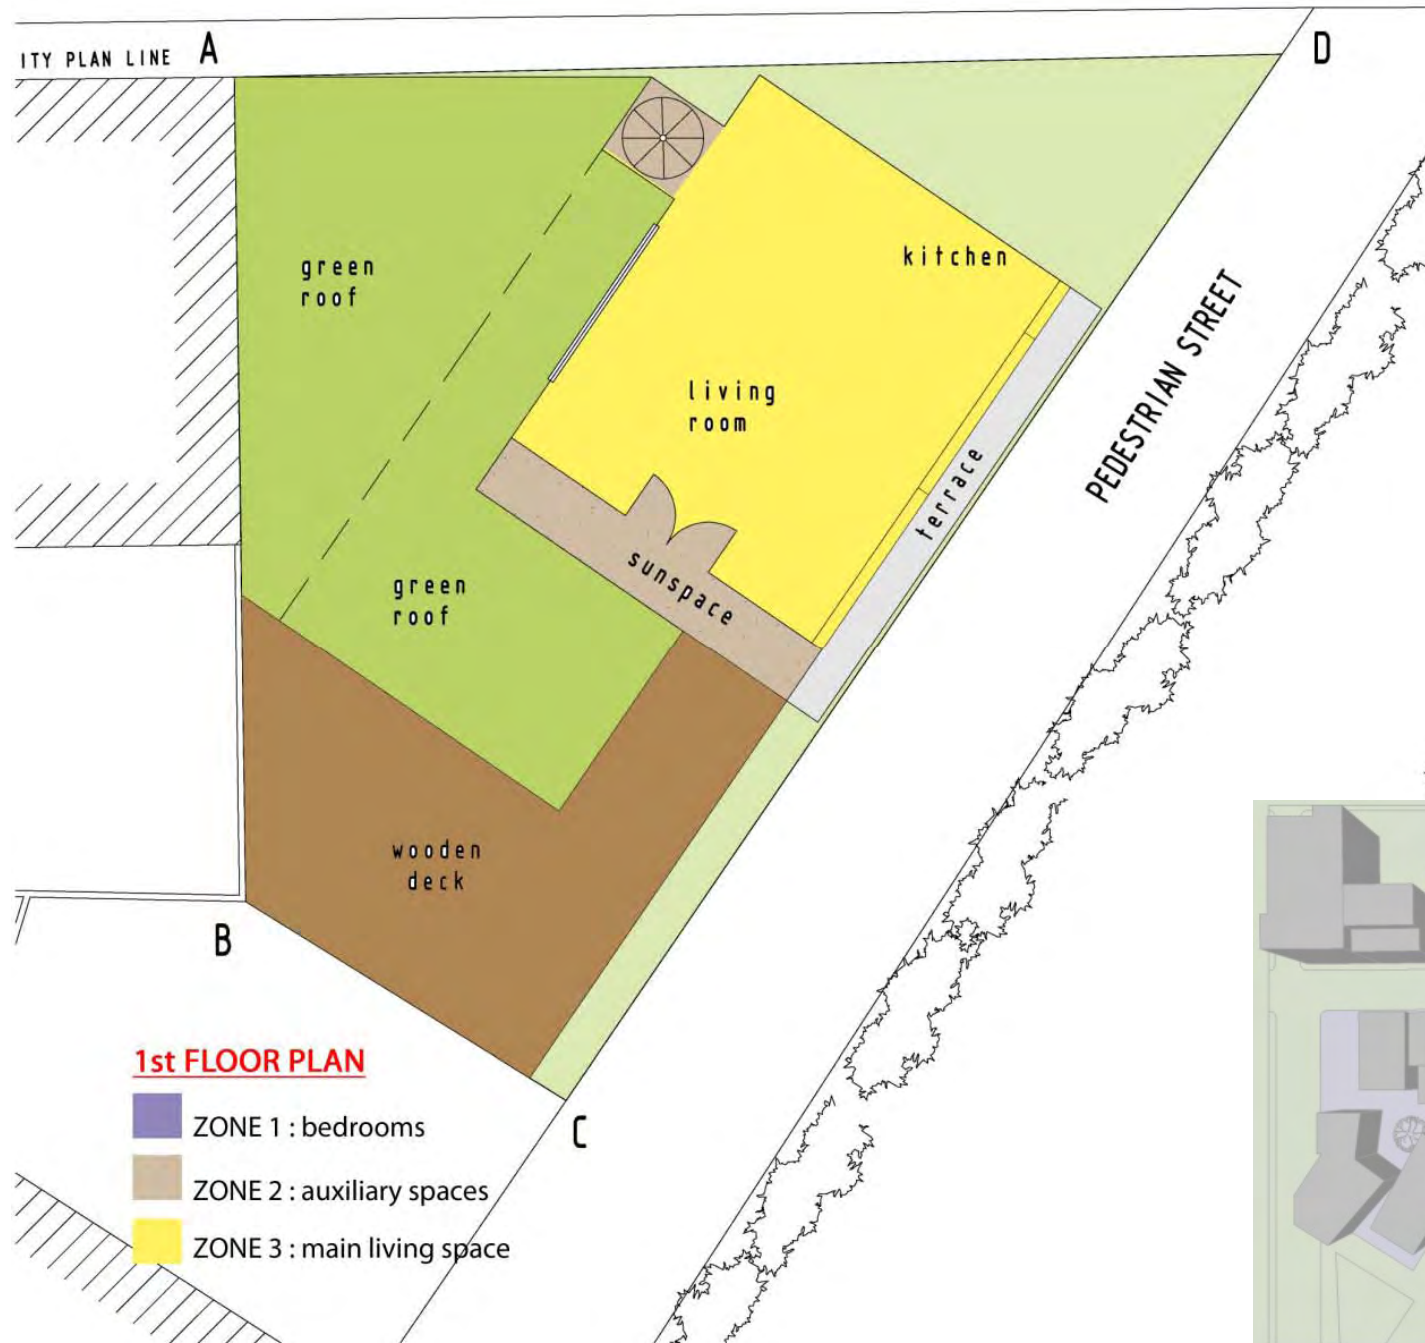 ITY PLAN LINE
A
D
green
roof
kitchen
living
room
PEDESTRIAN STREET
terrace
sunspace
green
roof
wooden
deck
B
C
1st FLOOR PLAN
ZONE 1 : bedrooms
ZONE 2 : auxiliary spaces
ZONE 3 : main living space